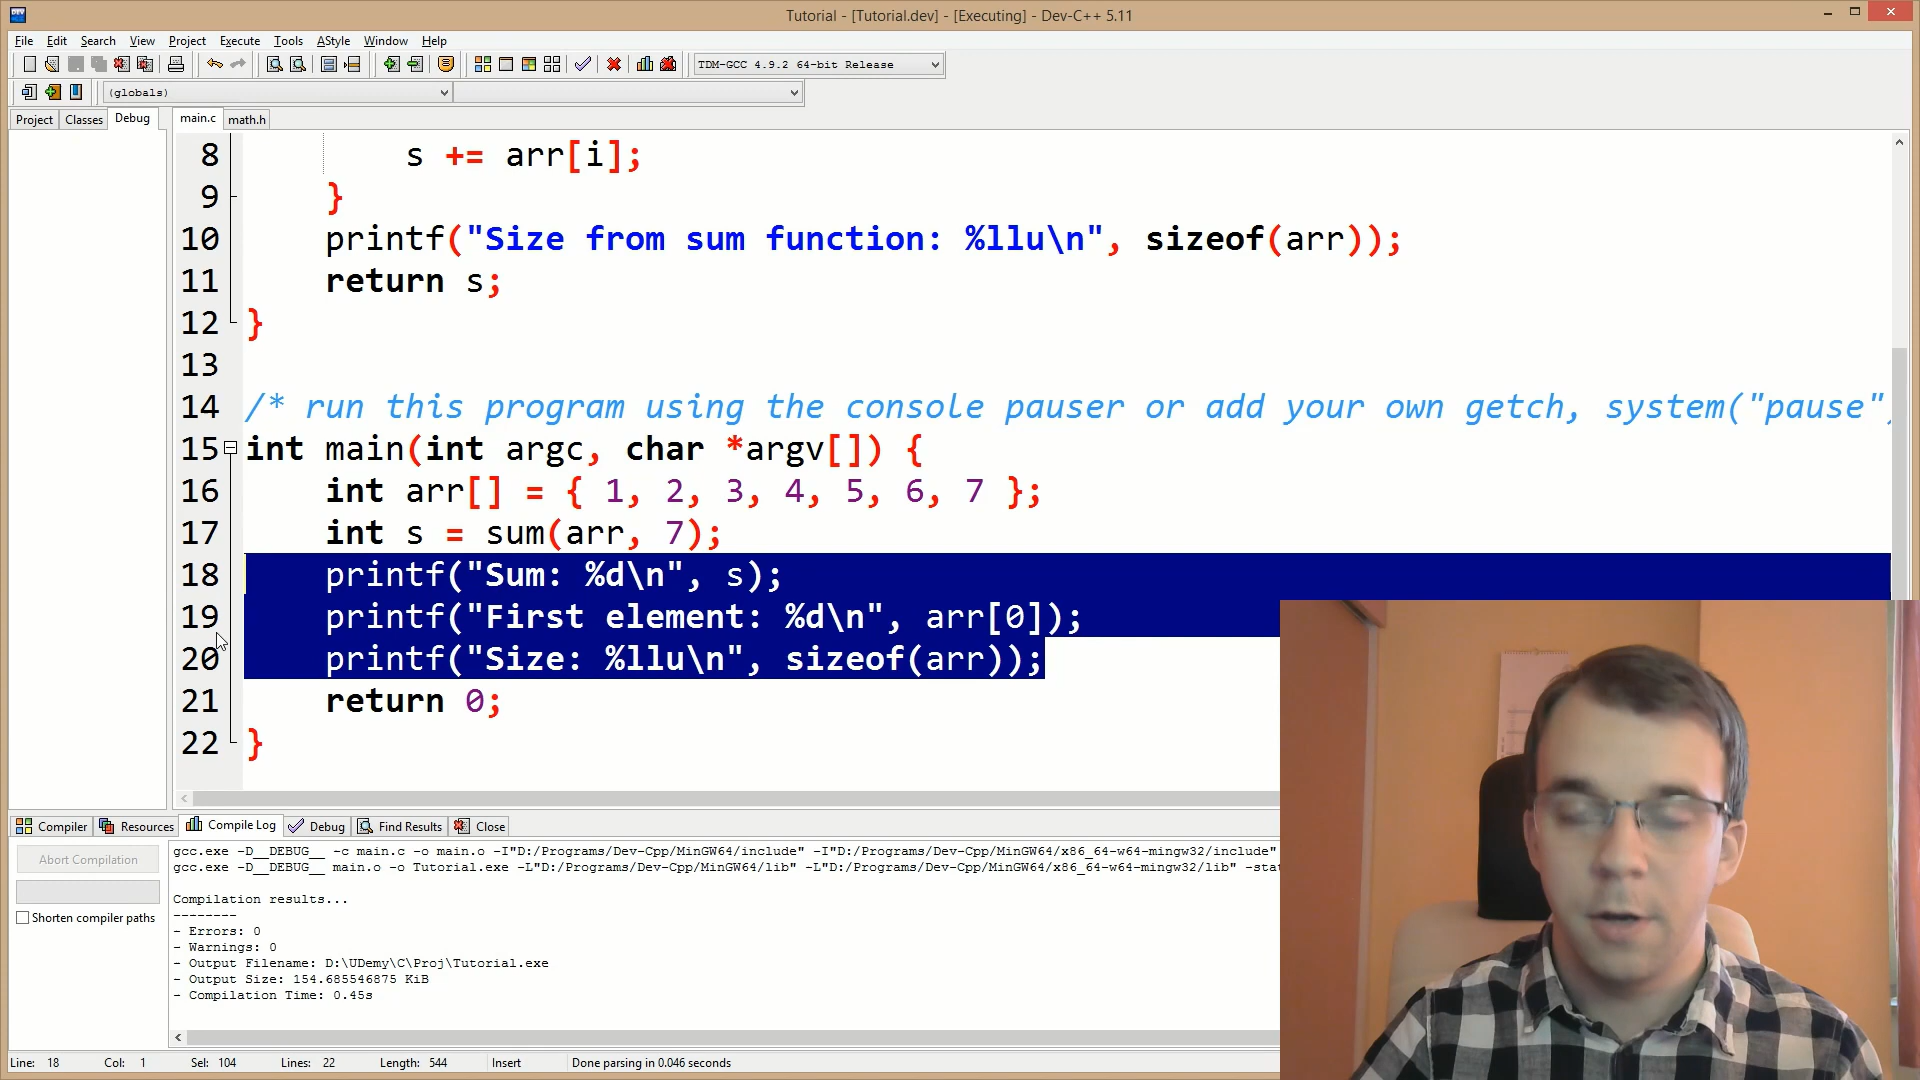 Tutorial - [Tutorial.dev] - [Executing] - Dev-C++ 5.11
File Edit Search View Project Execute Tools AStyle Window Help
TDM-GCC 4.9.2 64-bit Release
(globals)
Project Classes Debug main.c math.h
8 s += arr[i];
9 }
10 printf("Size from sum function: %llu\n", sizeof(arr));
11 return s;
12 }
13
14 /* run this program using the console pauser or add your own getch, system("pause")
15 int main(int argc, char *argv[]) {
16 int arr[] = { 1, 2, 3, 4, 5, 6, 7 };
17 int s = sum(arr, 7);
18 printf("Sum: %d\n", s);
19 printf("First element: %d\n", arr[0]);
20 printf("Size: %llu\n", sizeof(arr));
21 return 0;
22 }
Compiler Resources Compile Log Debug Find Results Close
Abort Compilation
Shorten compiler paths
gcc.exe -D__DEBUG__ -c main.c -o main.o -I"D:/Programs/Dev-Cpp/MinGW64/include" -I"D:/Programs/Dev-Cpp/MinGW64/x86_64-w64-mingw32/include"
gcc.exe -D__DEBUG__ main.o -o Tutorial.exe -L"D:/Programs/Dev-Cpp/MinGW64/lib" -L"D:/Programs/Dev-Cpp/MinGW64/x86_64-w64-mingw32/lib" -sta
Compilation results...
--------
- Errors: 0
- Warnings: 0
- Output Filename: D:\UDemy\C\Proj\Tutorial.exe
- Output Size: 154.685546875 KiB
- Compilation Time: 0.45s
Line: 18 Col: 1 Sel: 104 Lines: 22 Length: 544 Insert Done parsing in 0.046 seconds